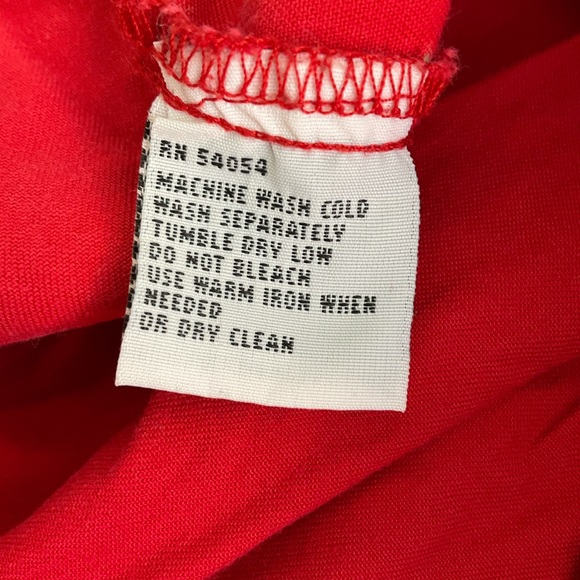 RN 54054
MACHINE WASH COLD
WASH SEPARATELY
TUMBLE DRY LOW
DO NOT BLEACH
USE WARM IRON WHEN
NEEDED
OR DRY CLEAN